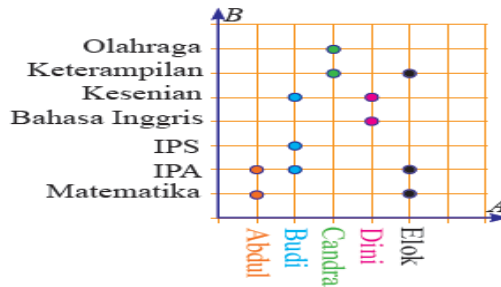 B
Olahraga
Keterampilan
Kesenian
Bahasa Inggris
IPS
IPA
Matematika
A
Abdul
Budi
Candra
Dini
Elok